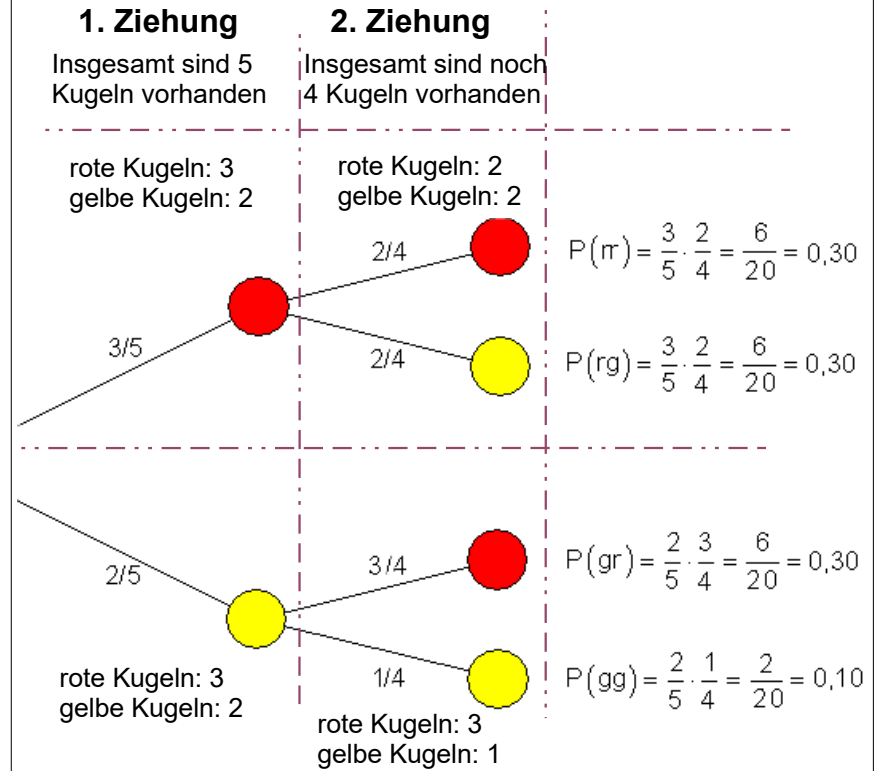 1. Ziehung
2. Ziehung
Insgesamt sind 5
Kugeln vorhanden
Insgesamt sind noch
4 Kugeln vorhanden
rote Kugeln: 3
gelbe Kugeln: 2
rote Kugeln: 2
gelbe Kugeln: 2
3/5
2/4
2/4
P(rr) = 3/5 · 2/4 = 6/20 = 0,30
P(rg) = 3/5 · 2/4 = 6/20 = 0,30
2/5
3/4
1/4
P(gr) = 2/5 · 3/4 = 6/20 = 0,30
P(gg) = 2/5 · 1/4 = 2/20 = 0,10
rote Kugeln: 3
gelbe Kugeln: 2
rote Kugeln: 3
gelbe Kugeln: 1